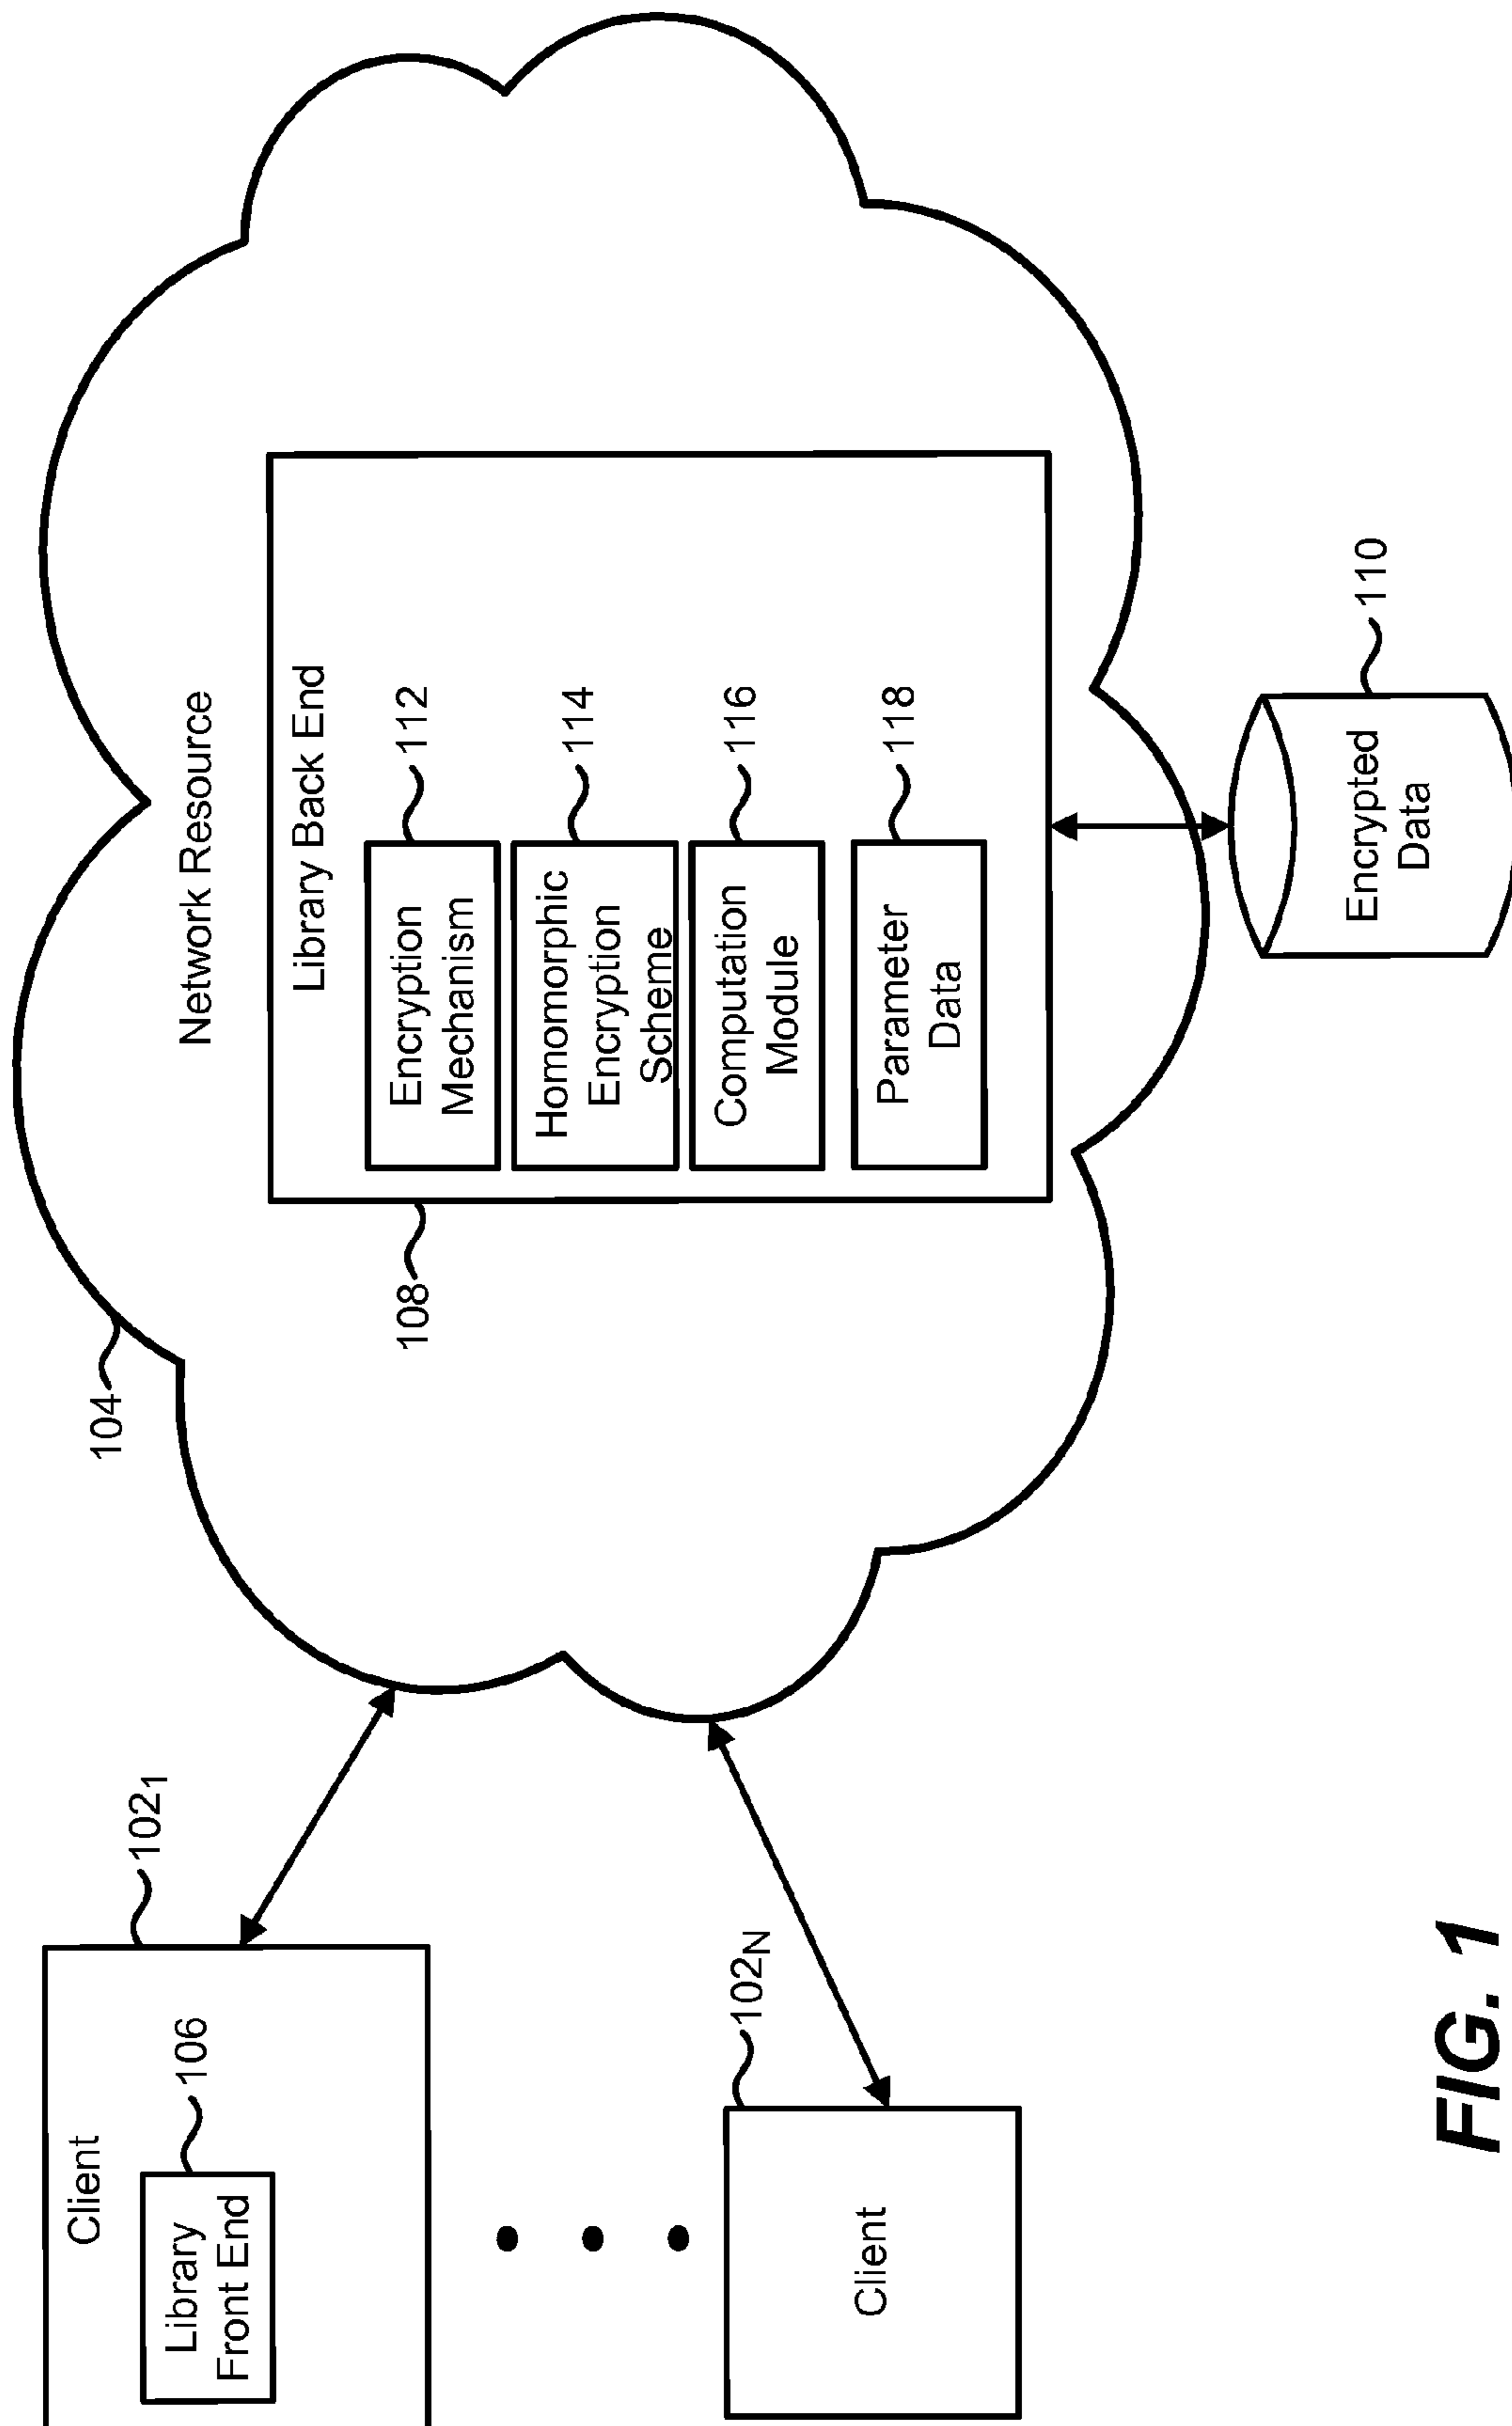 104
Network Resource
Library Back End
108
Encryption
Mechanism
112
Homomorphic
Encryption
Scheme
114
Computation
Module
116
Parameter
Data
118
Encrypted
Data
110
Client
102₁
Library
Front End
106
Client
102N
FIG. 1